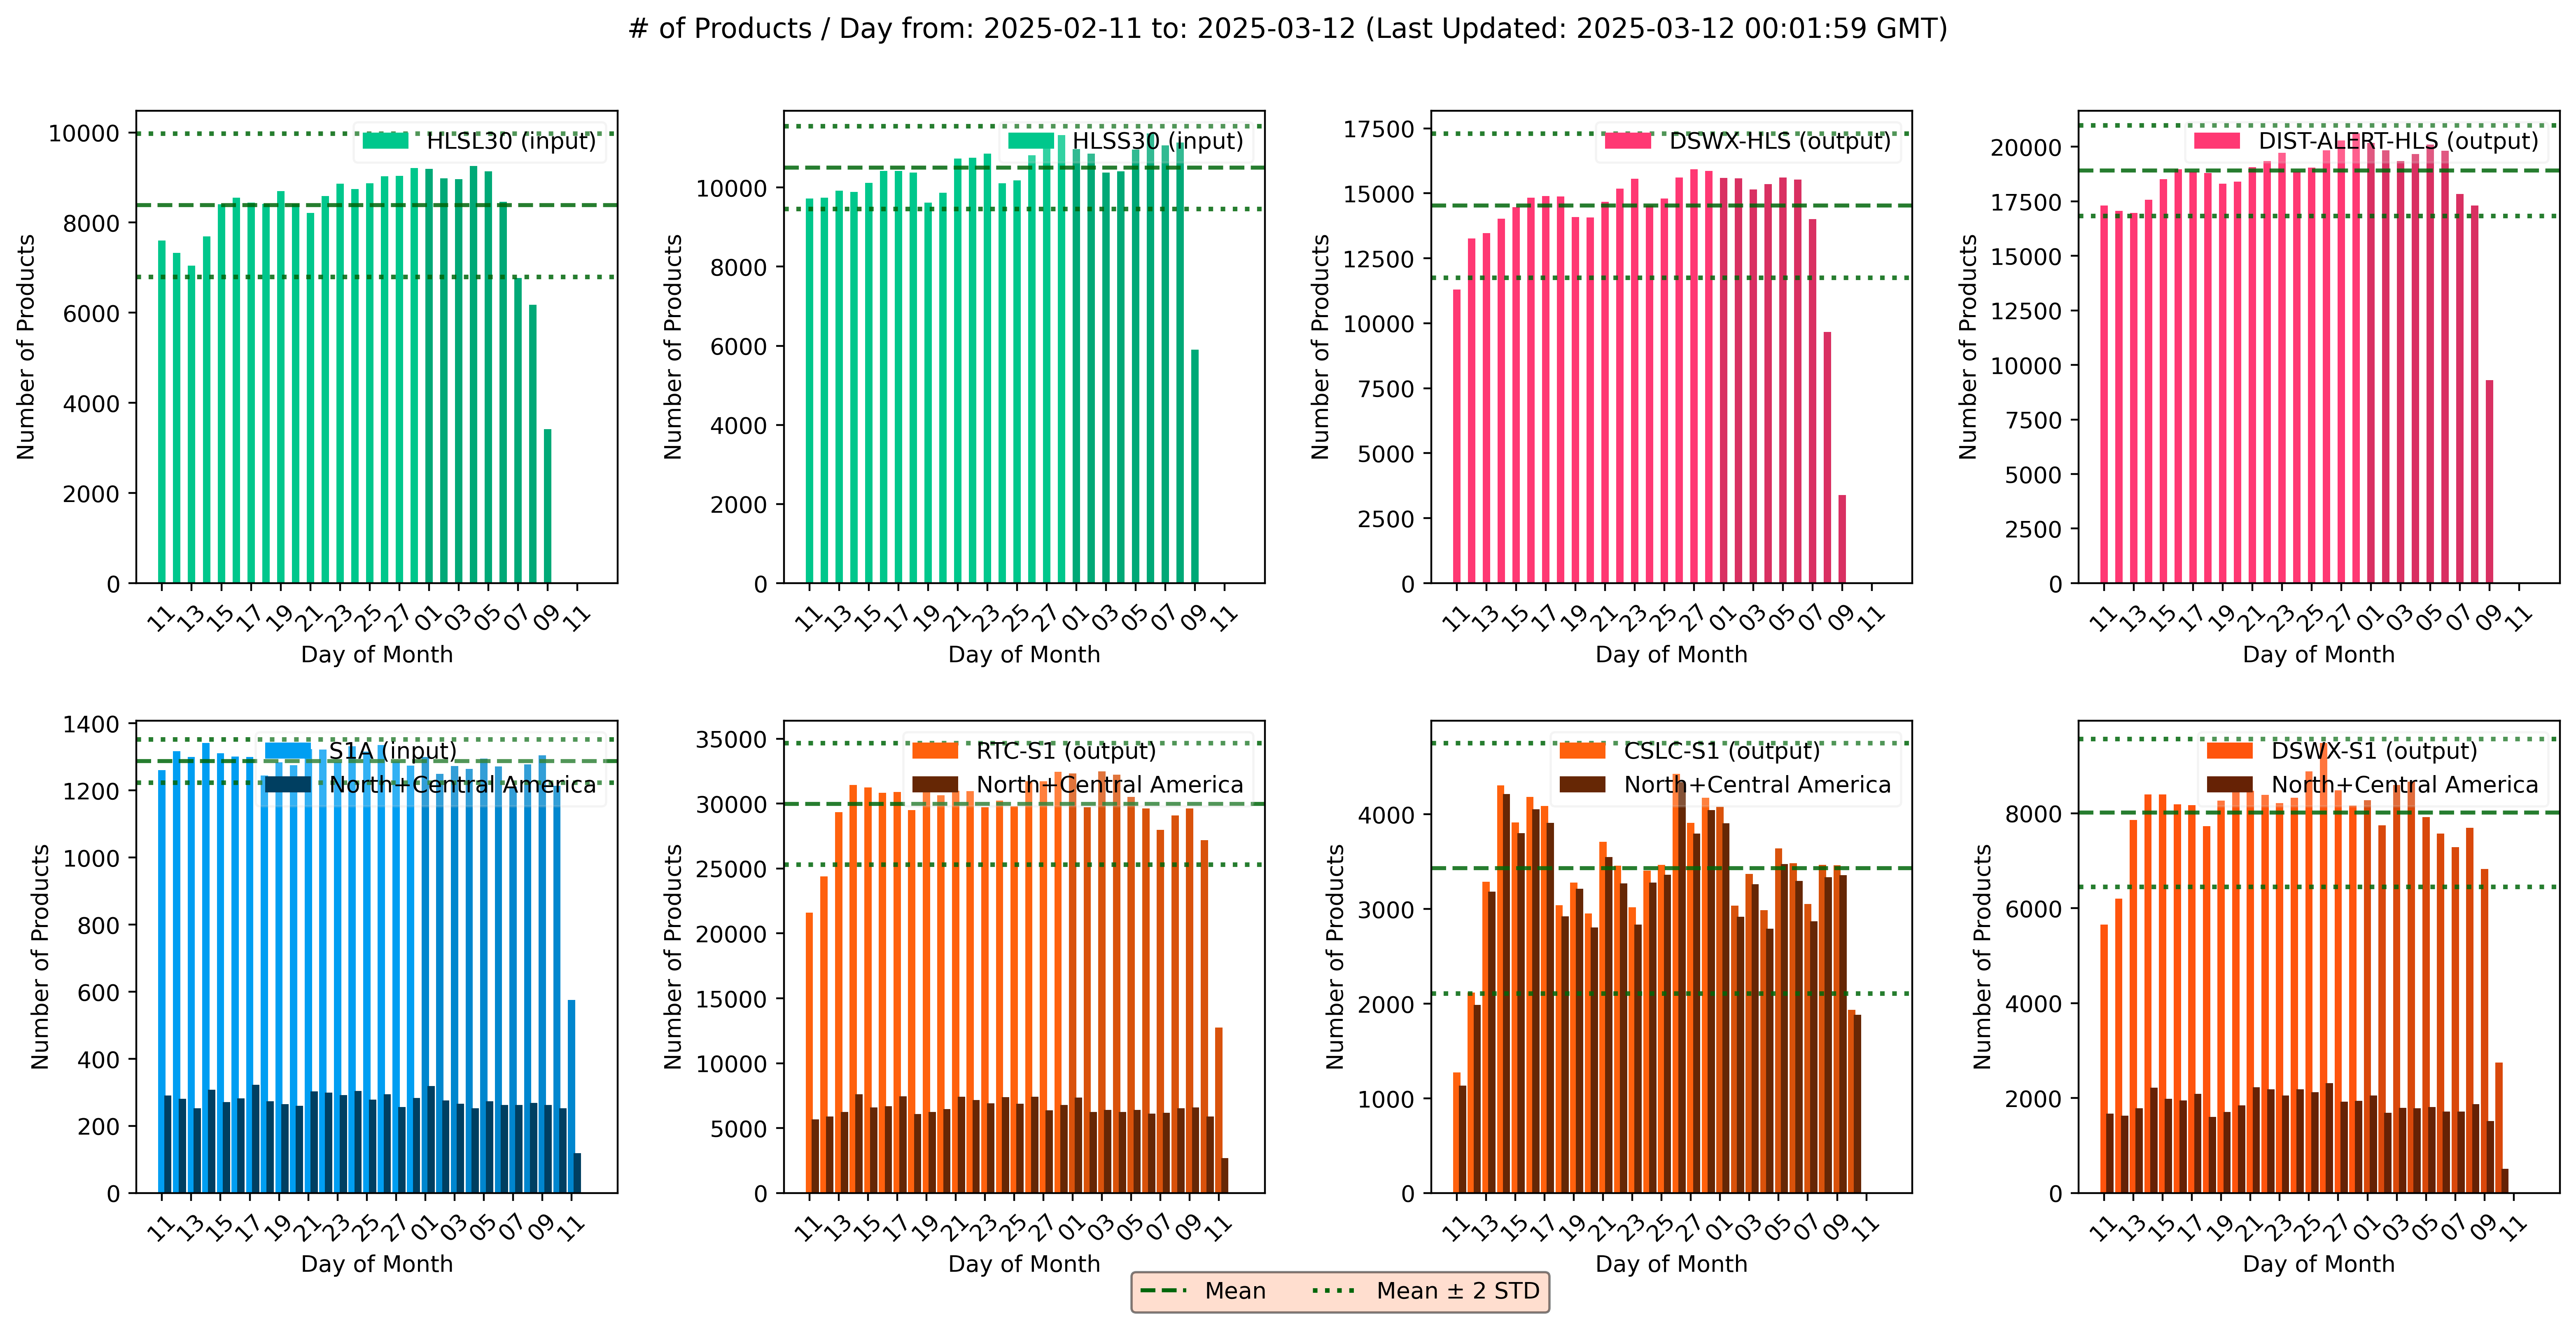 # of Products / Day from: 2025-02-11 to: 2025-03-12 (Last Updated: 2025-03-12 00:01:59 GMT)
HLSL30 (input)
10000
8000
6000
4000
2000
0
Number of Products
11 13 15 17 19 21 23 25 27 01 03 05 07 09 11
Day of Month
HLSS30 (input)
10000
8000
6000
4000
2000
0
Number of Products
11 13 15 17 19 21 23 25 27 01 03 05 07 09 11
Day of Month
DSWX-HLS (output)
17500
15000
12500
10000
7500
5000
2500
0
Number of Products
11 13 15 17 19 21 23 25 27 01 03 05 07 09 11
Day of Month
DIST-ALERT-HLS (output)
20000
17500
15000
12500
10000
7500
5000
2500
0
Number of Products
11 13 15 17 19 21 23 25 27 01 03 05 07 09 11
Day of Month
S1A (input)
North+Central America
1400
1200
1000
800
600
400
200
0
Number of Products
11 13 15 17 19 21 23 25 27 01 03 05 07 09 11
Day of Month
RTC-S1 (output)
North+Central America
35000
30000
25000
20000
15000
10000
5000
0
Number of Products
11 13 15 17 19 21 23 25 27 01 03 05 07 09 11
Day of Month
CSLC-S1 (output)
North+Central America
4000
3000
2000
1000
0
Number of Products
11 13 15 17 19 21 23 25 27 01 03 05 07 09 11
Day of Month
DSWX-S1 (output)
North+Central America
8000
6000
4000
2000
0
Number of Products
11 13 15 17 19 21 23 25 27 01 03 05 07 09 11
Day of Month
Mean
Mean ± 2 STD